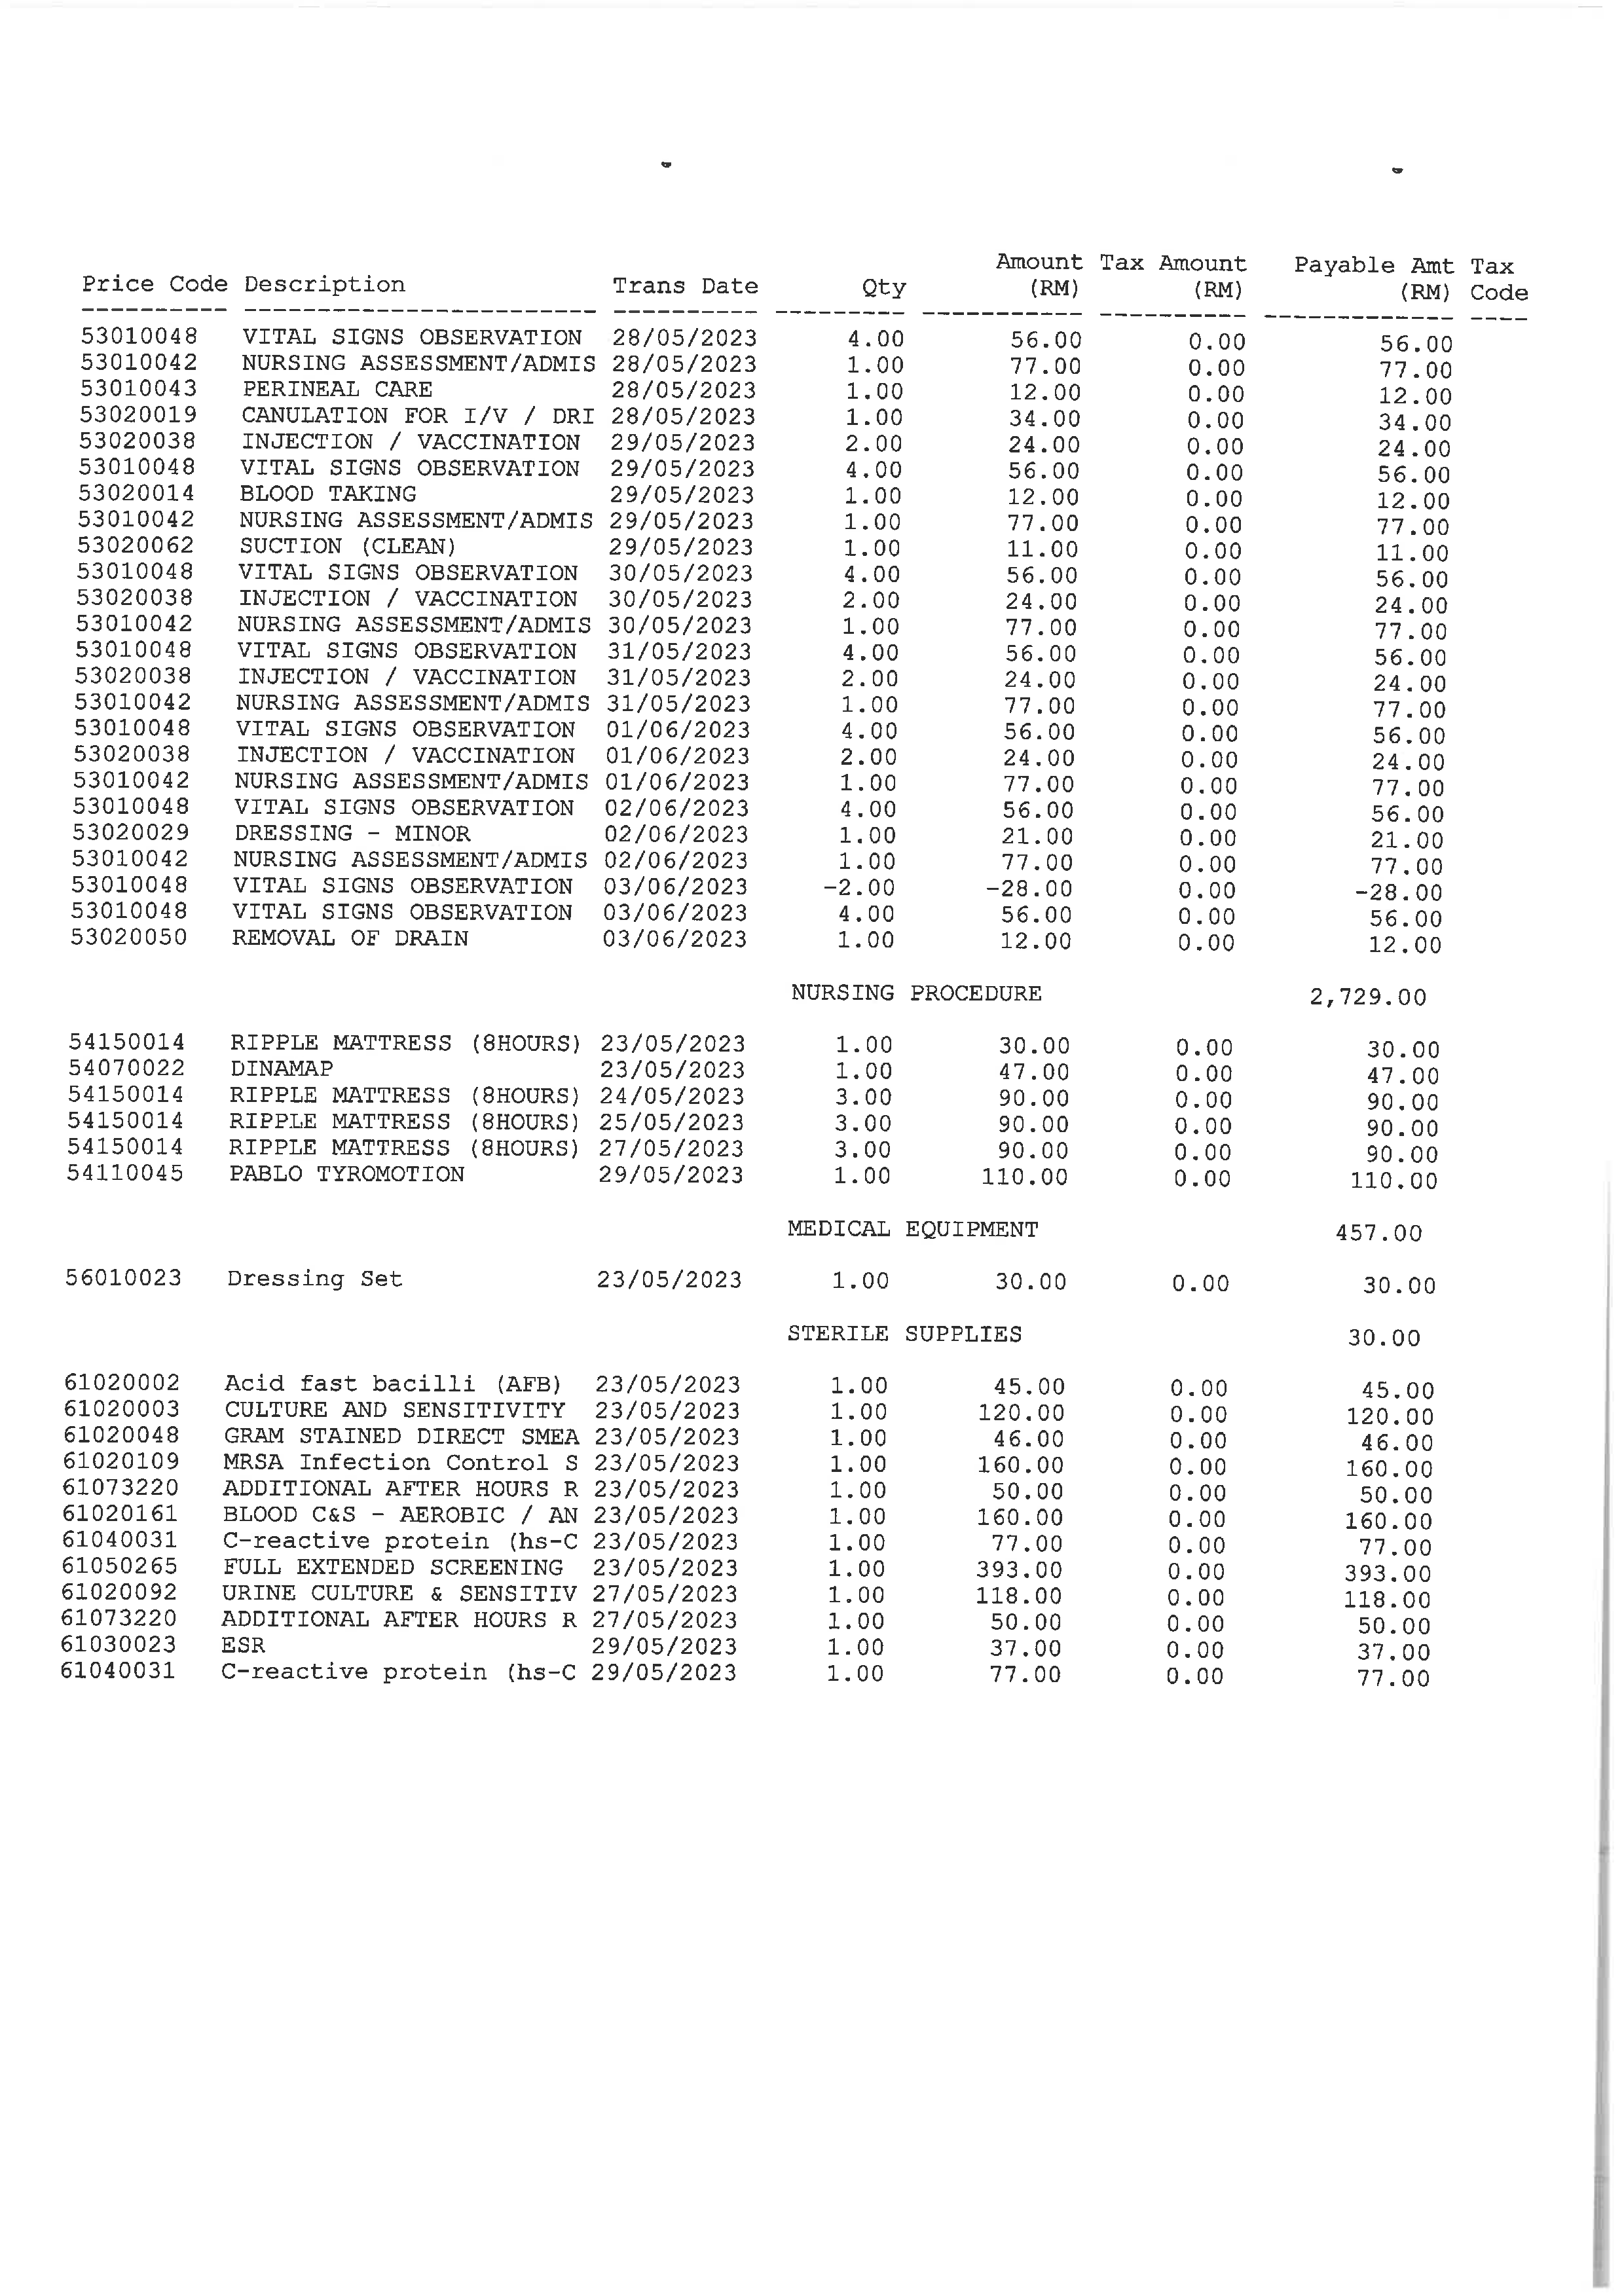 Amount Tax Amount Payable Amt Tax
Price Code Description Trans Date Qty (RM) (RM) (RM) Code
---------- ------------------------ ---------- --------- ----------- ---------- ------------- ----
53010048 VITAL SIGNS OBSERVATION 28/05/2023 4.00 56.00 0.00 56.00
53010042 NURSING ASSESSMENT/ADMIS 28/05/2023 1.00 77.00 0.00 77.00
53010043 PERINEAL CARE 28/05/2023 1.00 12.00 0.00 12.00
53020019 CANULATION FOR I/V / DRI 28/05/2023 1.00 34.00 0.00 34.00
53020038 INJECTION / VACCINATION 29/05/2023 2.00 24.00 0.00 24.00
53010048 VITAL SIGNS OBSERVATION 29/05/2023 4.00 56.00 0.00 56.00
53020014 BLOOD TAKING 29/05/2023 1.00 12.00 0.00 12.00
53010042 NURSING ASSESSMENT/ADMIS 29/05/2023 1.00 77.00 0.00 77.00
53020062 SUCTION (CLEAN) 29/05/2023 1.00 11.00 0.00 11.00
53010048 VITAL SIGNS OBSERVATION 30/05/2023 4.00 56.00 0.00 56.00
53020038 INJECTION / VACCINATION 30/05/2023 2.00 24.00 0.00 24.00
53010042 NURSING ASSESSMENT/ADMIS 30/05/2023 1.00 77.00 0.00 77.00
53010048 VITAL SIGNS OBSERVATION 31/05/2023 4.00 56.00 0.00 56.00
53020038 INJECTION / VACCINATION 31/05/2023 2.00 24.00 0.00 24.00
53010042 NURSING ASSESSMENT/ADMIS 31/05/2023 1.00 77.00 0.00 77.00
53010048 VITAL SIGNS OBSERVATION 01/06/2023 4.00 56.00 0.00 56.00
53020038 INJECTION / VACCINATION 01/06/2023 2.00 24.00 0.00 24.00
53010042 NURSING ASSESSMENT/ADMIS 01/06/2023 1.00 77.00 0.00 77.00
53010048 VITAL SIGNS OBSERVATION 02/06/2023 4.00 56.00 0.00 56.00
53020029 DRESSING - MINOR 02/06/2023 1.00 21.00 0.00 21.00
53010042 NURSING ASSESSMENT/ADMIS 02/06/2023 1.00 77.00 0.00 77.00
53010048 VITAL SIGNS OBSERVATION 03/06/2023 -2.00 -28.00 0.00 -28.00
53010048 VITAL SIGNS OBSERVATION 03/06/2023 4.00 56.00 0.00 56.00
53020050 REMOVAL OF DRAIN 03/06/2023 1.00 12.00 0.00 12.00
NURSING PROCEDURE 2,729.00
54150014 RIPPLE MATTRESS (8HOURS) 23/05/2023 1.00 30.00 0.00 30.00
54070022 DINAMAP 23/05/2023 1.00 47.00 0.00 47.00
54150014 RIPPLE MATTRESS (8HOURS) 24/05/2023 3.00 90.00 0.00 90.00
54150014 RIPPLE MATTRESS (8HOURS) 25/05/2023 3.00 90.00 0.00 90.00
54150014 RIPPLE MATTRESS (8HOURS) 27/05/2023 3.00 90.00 0.00 90.00
54110045 PABLO TYROMOTION 29/05/2023 1.00 110.00 0.00 110.00
MEDICAL EQUIPMENT 457.00
56010023 Dressing Set 23/05/2023 1.00 30.00 0.00 30.00
STERILE SUPPLIES 30.00
61020002 Acid fast bacilli (AFB) 23/05/2023 1.00 45.00 0.00 45.00
61020003 CULTURE AND SENSITIVITY 23/05/2023 1.00 120.00 0.00 120.00
61020048 GRAM STAINED DIRECT SMEA 23/05/2023 1.00 46.00 0.00 46.00
61020109 MRSA Infection Control S 23/05/2023 1.00 160.00 0.00 160.00
61073220 ADDITIONAL AFTER HOURS R 23/05/2023 1.00 50.00 0.00 50.00
61020161 BLOOD C&S - AEROBIC / AN 23/05/2023 1.00 160.00 0.00 160.00
61040031 C-reactive protein (hs-C 23/05/2023 1.00 77.00 0.00 77.00
61050265 FULL EXTENDED SCREENING 23/05/2023 1.00 393.00 0.00 393.00
61020092 URINE CULTURE & SENSITIV 27/05/2023 1.00 118.00 0.00 118.00
61073220 ADDITIONAL AFTER HOURS R 27/05/2023 1.00 50.00 0.00 50.00
61030023 ESR 29/05/2023 1.00 37.00 0.00 37.00
61040031 C-reactive protein (hs-C 29/05/2023 1.00 77.00 0.00 77.00